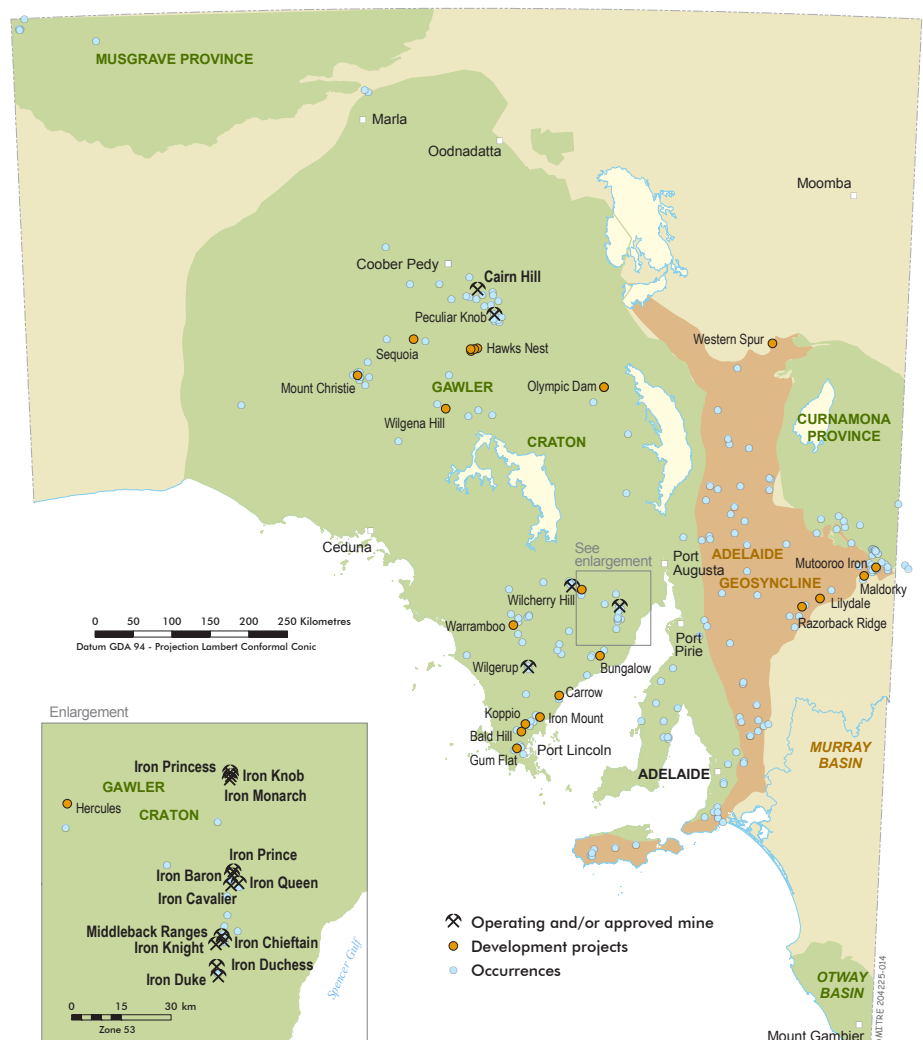 MUSGRAVE PROVINCE
Marla
Oodnadatta
Moomba
Coober Pedy
Cairn Hill
Peculiar Knob
Western Spur
Sequoia
Hawks Nest
Mount Christie
GAWLER
Olympic Dam
Wilgena Hill
CURNAMONA
PROVINCE
CRATON
Ceduna
See
enlargement
Port
Augusta
ADELAIDE
GEOSYNCLINE
Mutooroo Iron
Maldorky
Wilcherry Hill
Lilydale
Razorback Ridge
0 50 100 150 200 250 Kilometres
Datum GDA 94 - Projection Lambert Conformal Conic
Warramboo
Port
Pirie
Wilgerup
Bungalow
Carrow
Koppio
Iron Mount
Bald Hill
Gum Flat
Port Lincoln
ADELAIDE
MURRAY
BASIN
Enlargement
GAWLER
CRATON
Hercules
Iron Princess
Iron Knob
Iron Monarch
Iron Prince
Iron Baron
Iron Queen
Iron Cavalier
Middleback Ranges
Iron Knight
Iron Chieftain
Iron Duchess
Iron Duke
Spencer Gulf
0 15 30 km
Zone 53
Operating and/or approved mine
Development projects
Occurrences
OTWAY
BASIN
Mount Gambier
204225-014